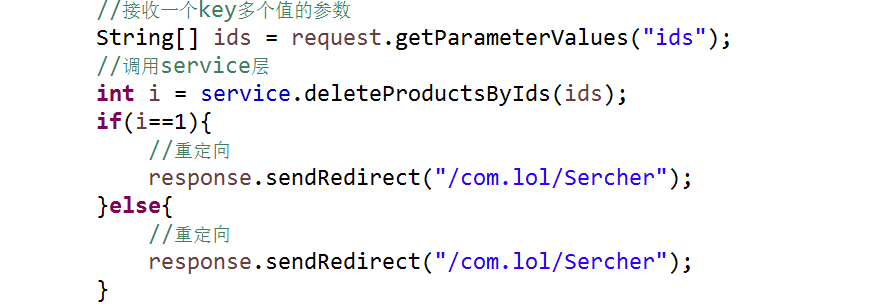 //接收一个key多个值的参数
String[] ids = request.getParameterValues("ids");
//调用service层
int i = service.deleteProductsByIds(ids);
if(i==1){
//重定向
response.sendRedirect("/com.lol/Sercher");
}else{
//重定向
response.sendRedirect("/com.lol/Sercher");
}